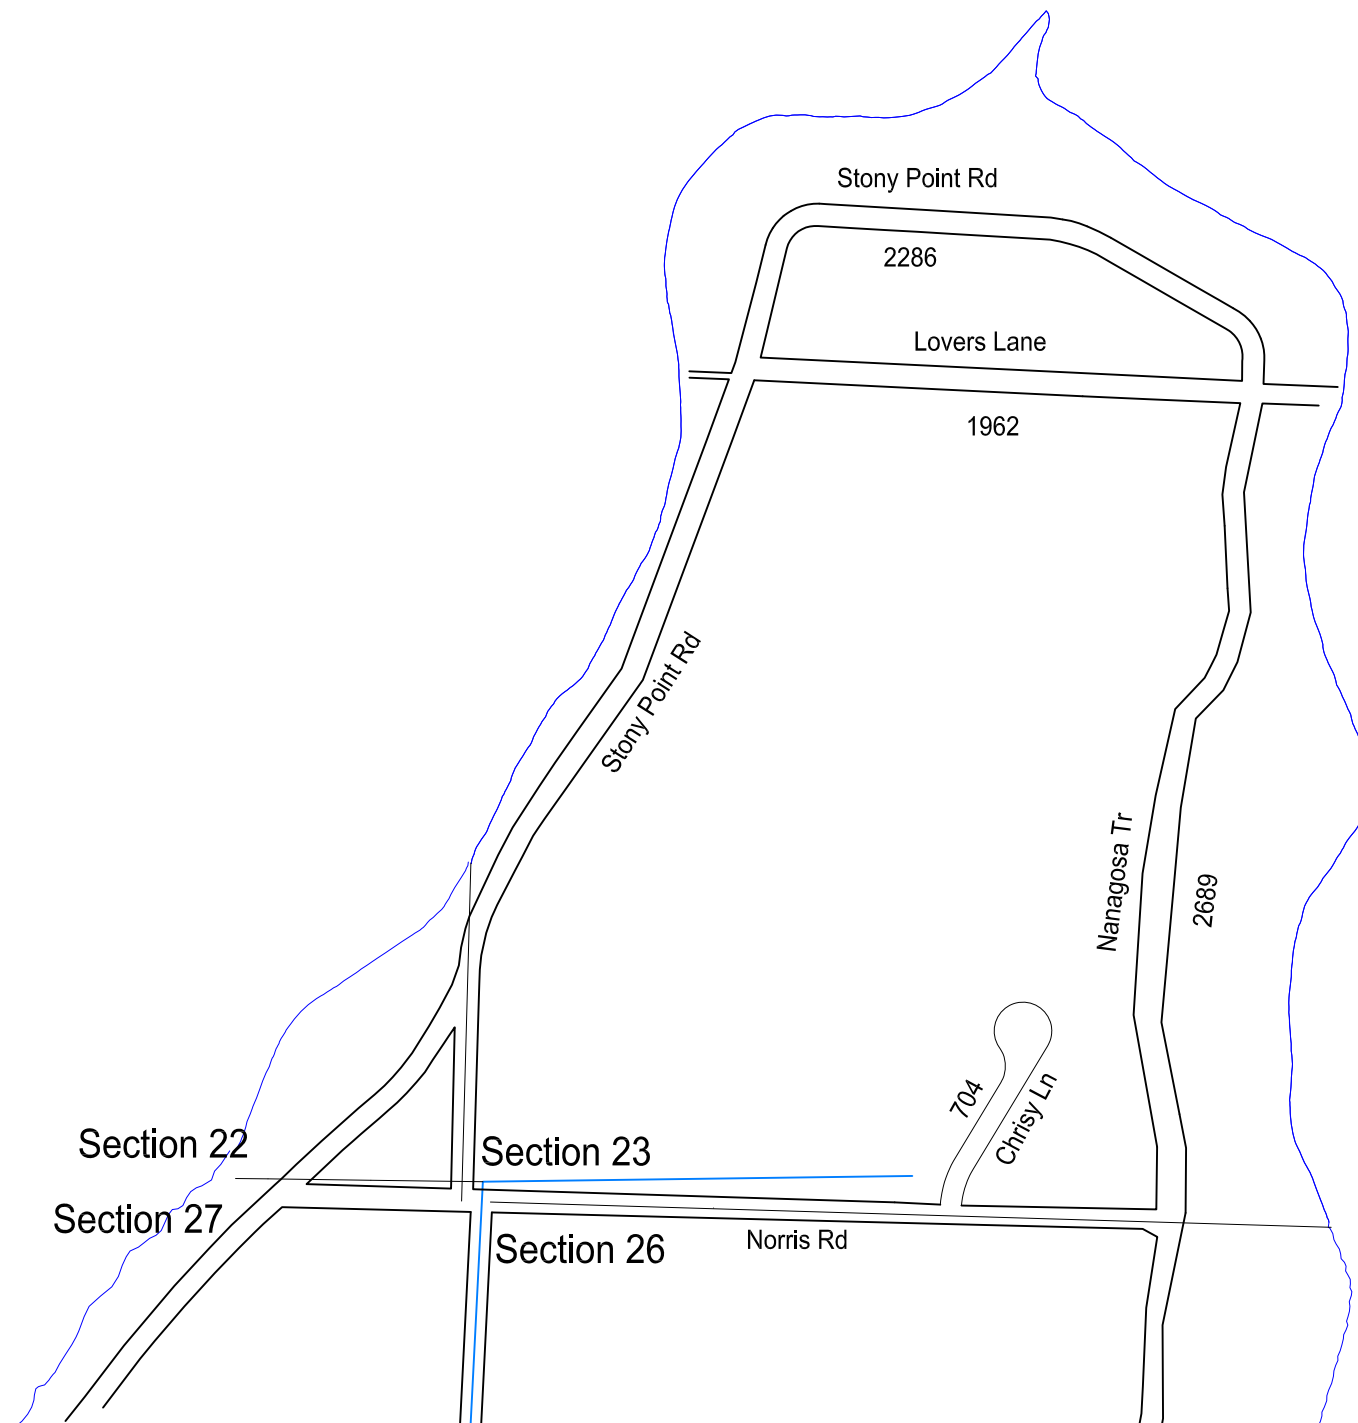 Stony Point Rd
2286
Lovers Lane
1962
Stony Point Rd
Nanagosa Tr
2689
704
Chrisy Ln
Section 22
Section 23
Section 27
Norris Rd
Section 26